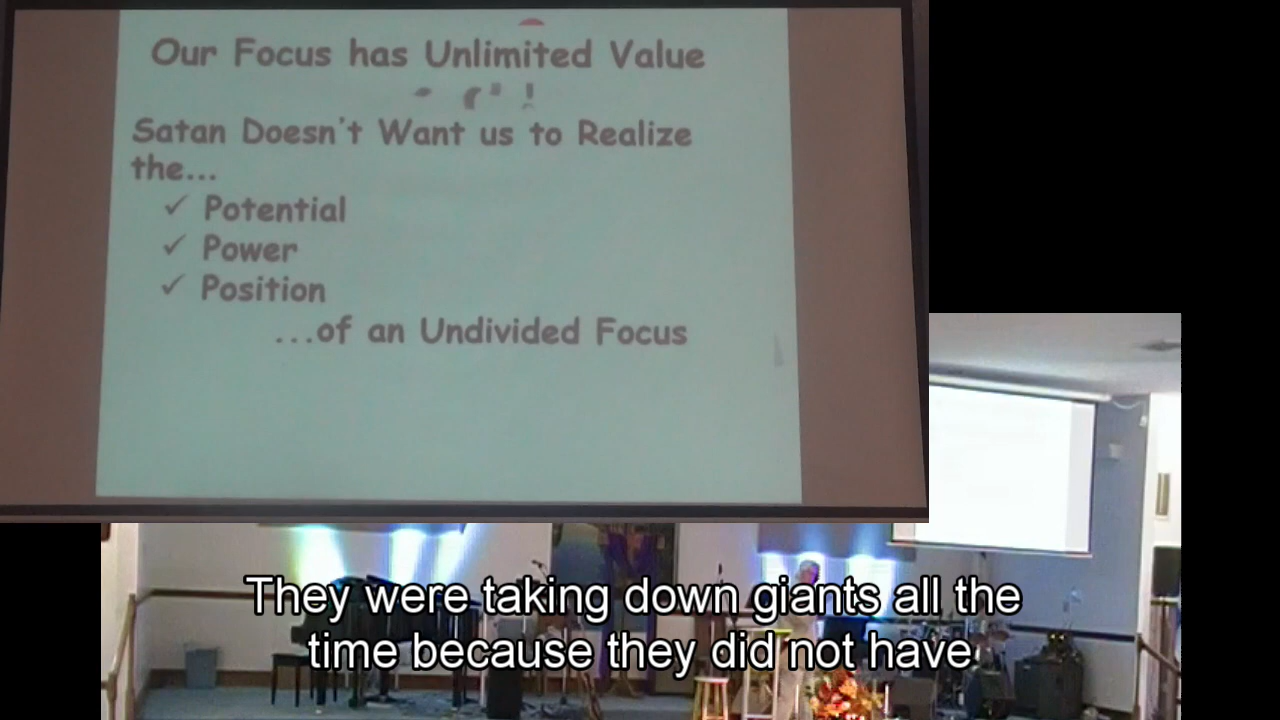 Our Focus has Unlimited Value
Satan Doesn't Want us to Realize
the...
✓ Potential
✓ Power
✓ Position
...of an Undivided Focus
They were taking down giants all the
time because they did not have